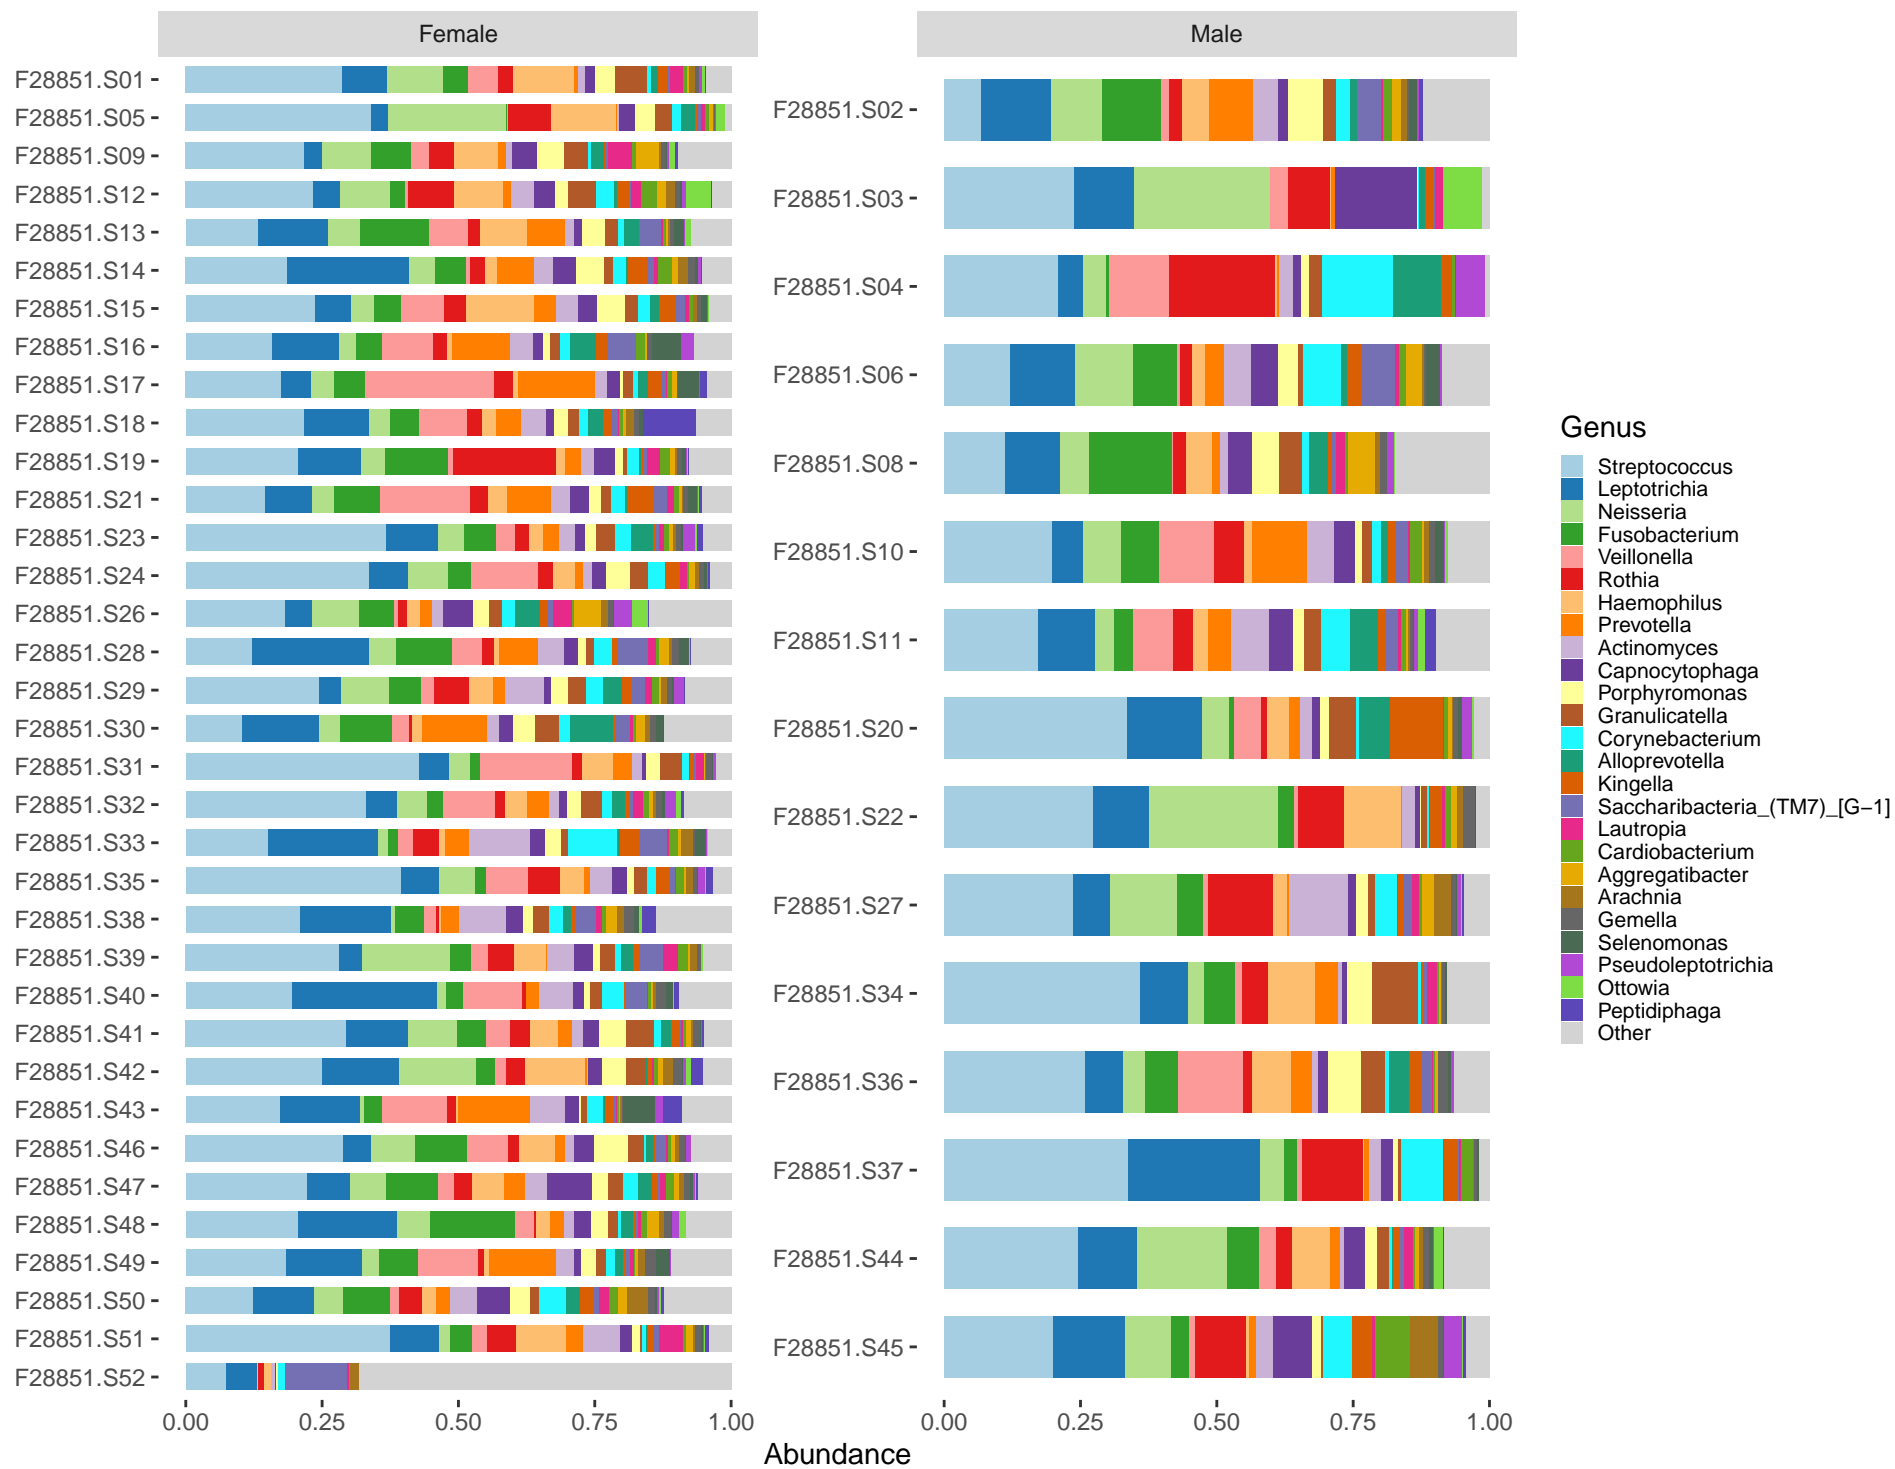 Female
Male
F28851.S01
F28851.S05
F28851.S09
F28851.S12
F28851.S13
F28851.S14
F28851.S15
F28851.S16
F28851.S17
F28851.S18
F28851.S19
F28851.S21
F28851.S23
F28851.S24
F28851.S26
F28851.S28
F28851.S29
F28851.S30
F28851.S31
F28851.S32
F28851.S33
F28851.S35
F28851.S38
F28851.S39
F28851.S40
F28851.S41
F28851.S42
F28851.S43
F28851.S46
F28851.S47
F28851.S48
F28851.S49
F28851.S50
F28851.S51
F28851.S52
0.00 0.25 0.50 0.75 1.00
F28851.S02
F28851.S03
F28851.S04
F28851.S06
F28851.S08
F28851.S10
F28851.S11
F28851.S20
F28851.S22
F28851.S27
F28851.S34
F28851.S36
F28851.S37
F28851.S44
F28851.S45
0.00 0.25 0.50 0.75 1.00
Abundance
Genus
Streptococcus
Leptotrichia
Neisseria
Fusobacterium
Veillonella
Rothia
Haemophilus
Prevotella
Actinomyces
Capnocytophaga
Porphyromonas
Granulicatella
Corynebacterium
Alloprevotella
Kingella
Saccharibacteria_(TM7)_[G−1]
Lautropia
Cardiobacterium
Aggregatibacter
Arachnia
Gemella
Selenomonas
Pseudoleptotrichia
Ottowia
Peptidiphaga
Other